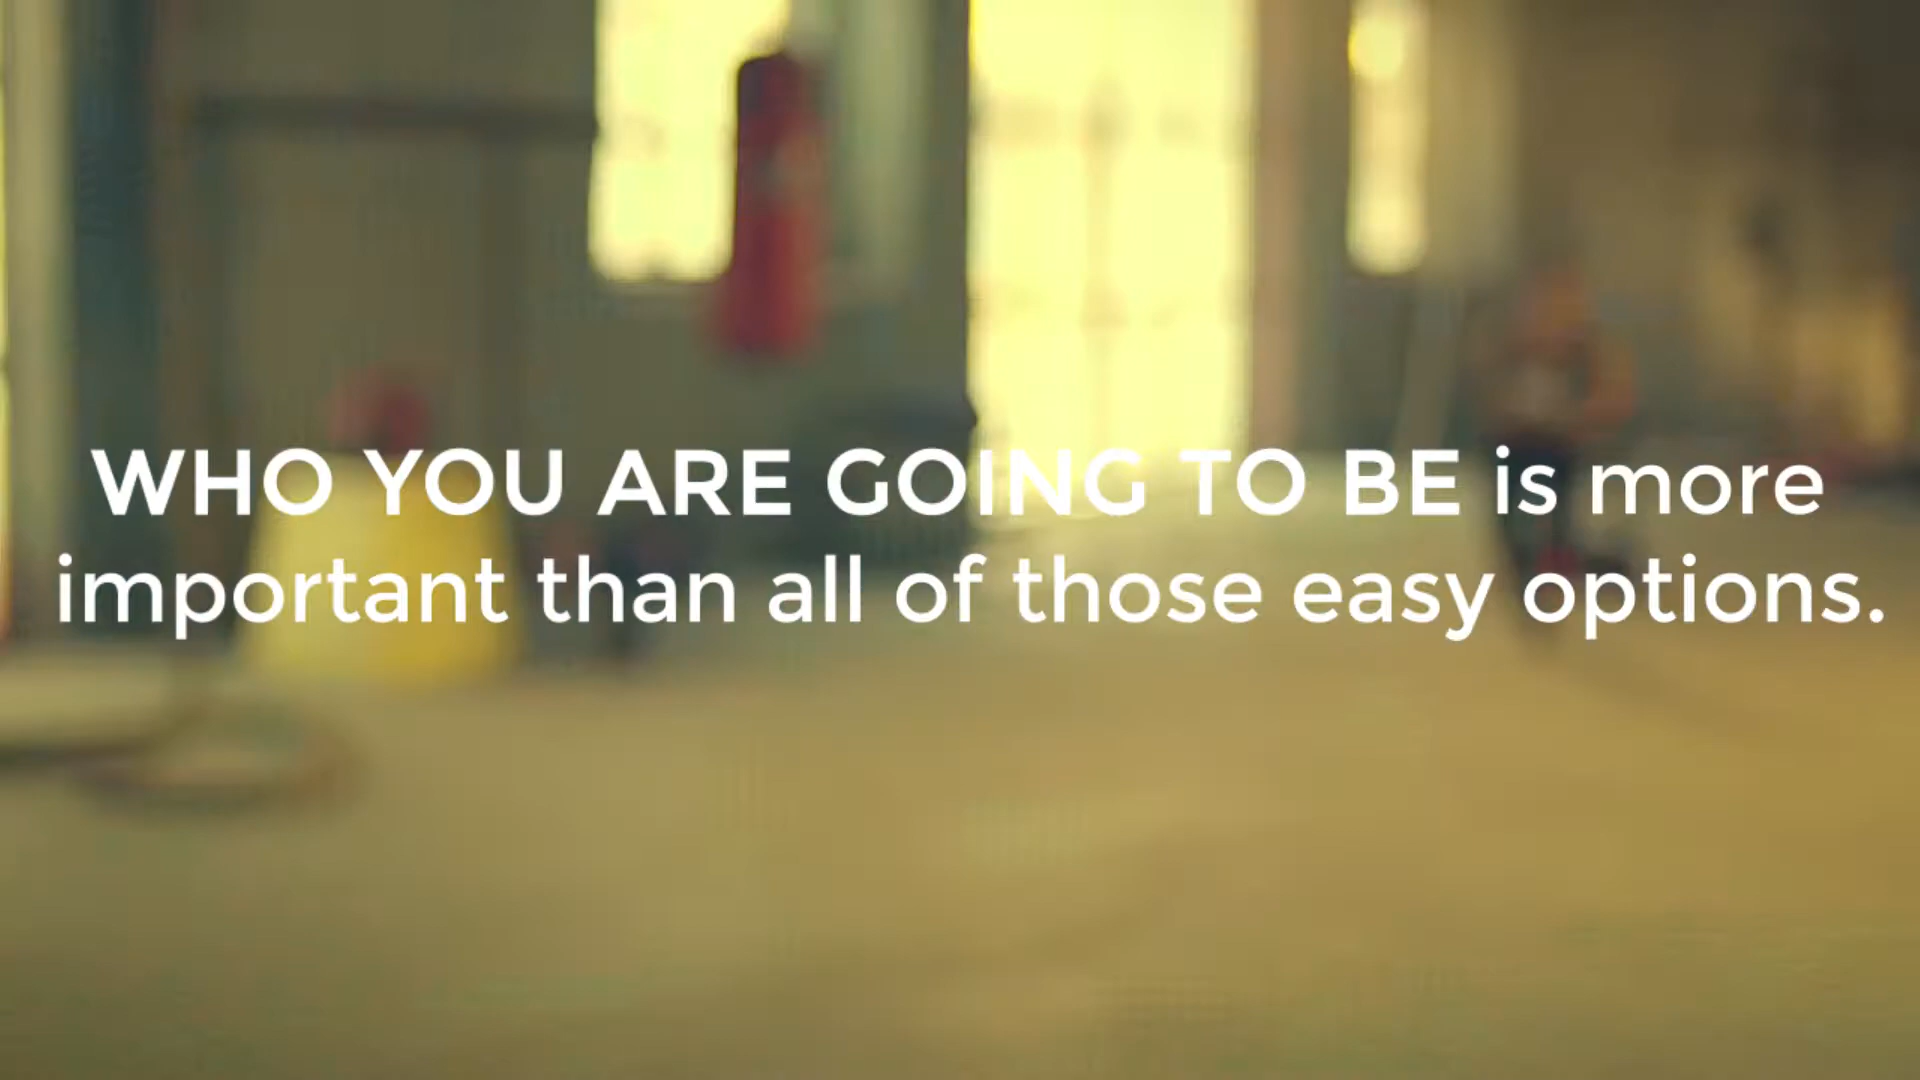 WHO YOU ARE GOING TO BE is more
important than all of those easy options.